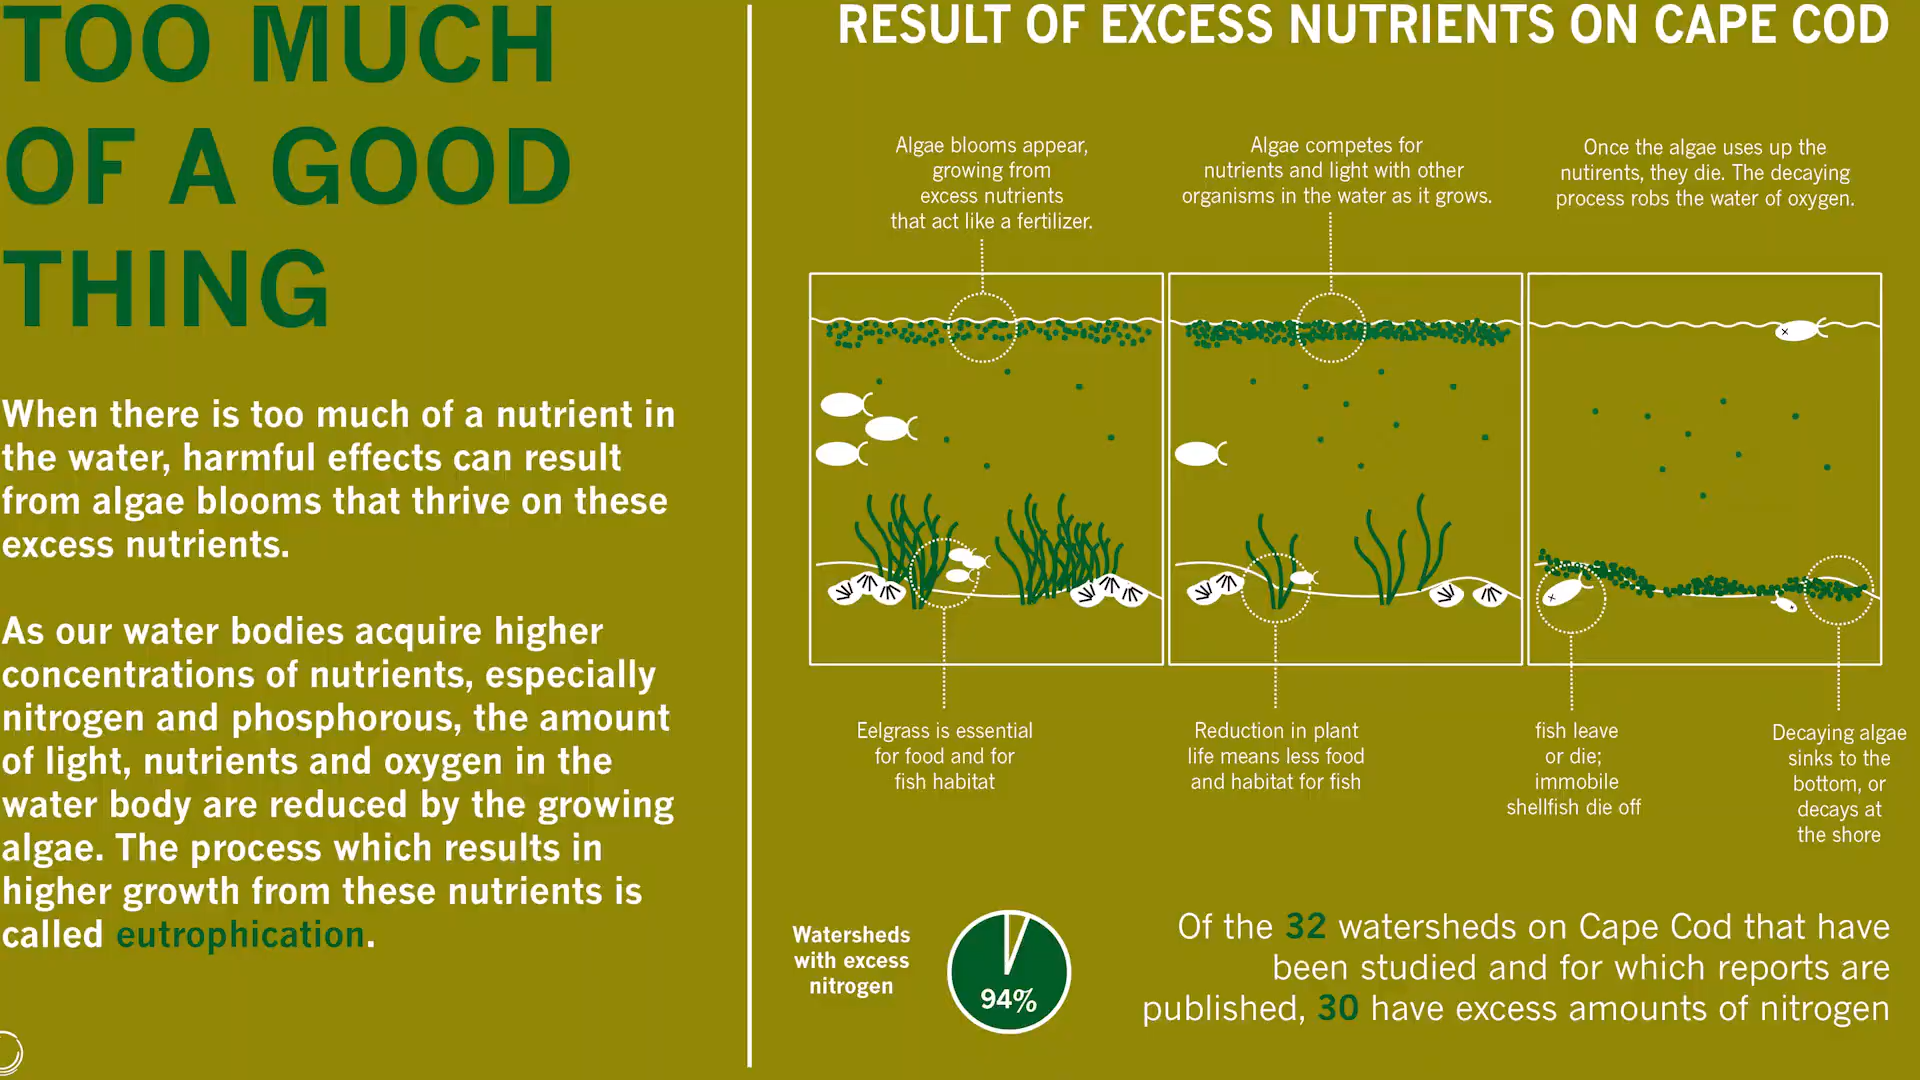 TOO MUCH
OF A GOOD
THING
When there is too much of a nutrient in
the water, harmful effects can result
from algae blooms that thrive on these
excess nutrients.
As our water bodies acquire higher
concentrations of nutrients, especially
nitrogen and phosphorous, the amount
of light, nutrients and oxygen in the
water body are reduced by the growing
algae. The process which results in
higher growth from these nutrients is
called eutrophication.
RESULT OF EXCESS NUTRIENTS ON CAPE COD
Algae blooms appear,
growing from
excess nutrients
that act like a fertilizer.
Algae competes for
nutrients and light with other
organisms in the water as it grows.
Once the algae uses up the
nutirents, they die. The decaying
process robs the water of oxygen.
Eelgrass is essential
for food and for
fish habitat
Reduction in plant
life means less food
and habitat for fish
fish leave
or die;
immobile
shellfish die off
Decaying algae
sinks to the
bottom, or
decays at
the shore
Watersheds
with excess
nitrogen
94%
Of the 32 watersheds on Cape Cod that have
been studied and for which reports are
published, 30 have excess amounts of nitrogen